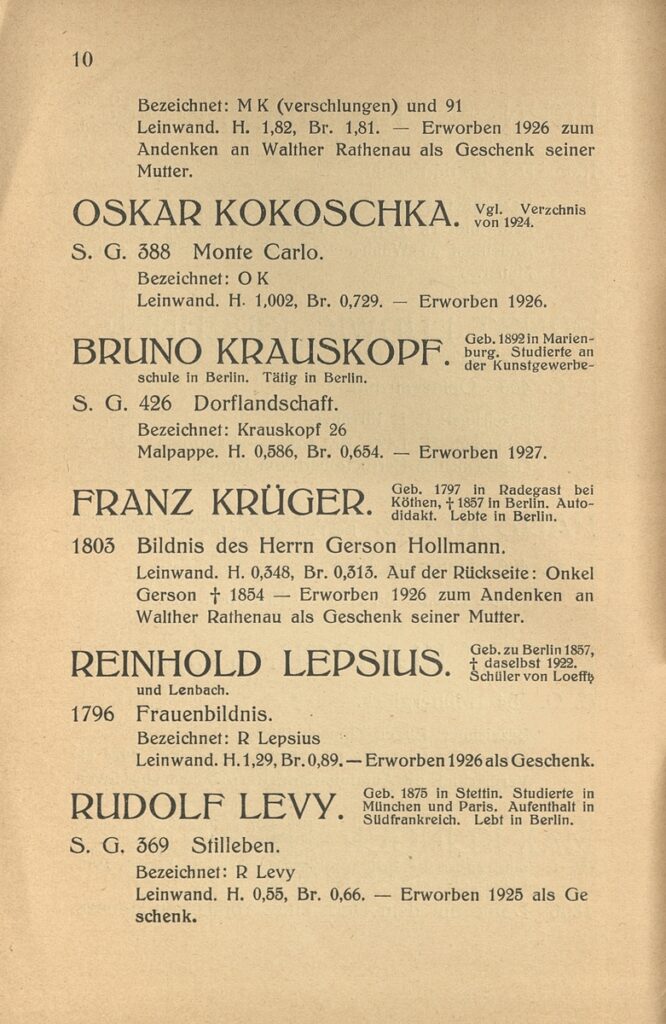 10
Bezeichnet: M K (verschlungen) und 91
Leinwand. H. 1,82, Br. 1,81. — Erworben 1926 zum
Andenken an Walther Rathenau als Geschenk seiner
Mutter.
OSKAR KOKOSCHKA. Vgl. Verzchnis
von 1924.
S. G. 388 Monte Carlo.
Bezeichnet: O K
Leinwand. H. 1,002, Br. 0,729. — Erworben 1926.
BRUNO KRAUSKOPF. Geb. 1892 in Marien-
burg. Studierte an
der Kunstgewerbe-
schule in Berlin. Tätig in Berlin.
S. G. 426 Dorflandschaft.
Bezeichnet: Krauskopf 26
Malpappe. H. 0,586, Br. 0,654. — Erworben 1927.
FRANZ KRÜGER. Geb. 1797 in Radegast bei
Köthen, † 1857 in Berlin. Auto-
didakt. Lebte in Berlin.
1803 Bildnis des Herrn Gerson Hollmann.
Leinwand. H. 0,348, Br. 0,313. Auf der Rückseite: Onkel
Gerson † 1854 — Erworben 1926 zum Andenken an
Walther Rathenau als Geschenk seiner Mutter.
REINHOLD LEPSIUS. Geb. zu Berlin 1857,
† daselbst 1922.
Schüler von Loefftz
und Lenbach.
1796 Frauenbildnis.
Bezeichnet: R Lepsius
Leinwand. H. 1,29, Br. 0,89. — Erworben 1926 als Geschenk.
RUDOLF LEVY. Geb. 1875 in Stettin. Studierte in
München und Paris. Aufenthalt in
Südfrankreich. Lebt in Berlin.
S. G. 369 Stilleben.
Bezeichnet: R Levy
Leinwand. H. 0,55, Br. 0,66. — Erworben 1925 als Ge
schenk.